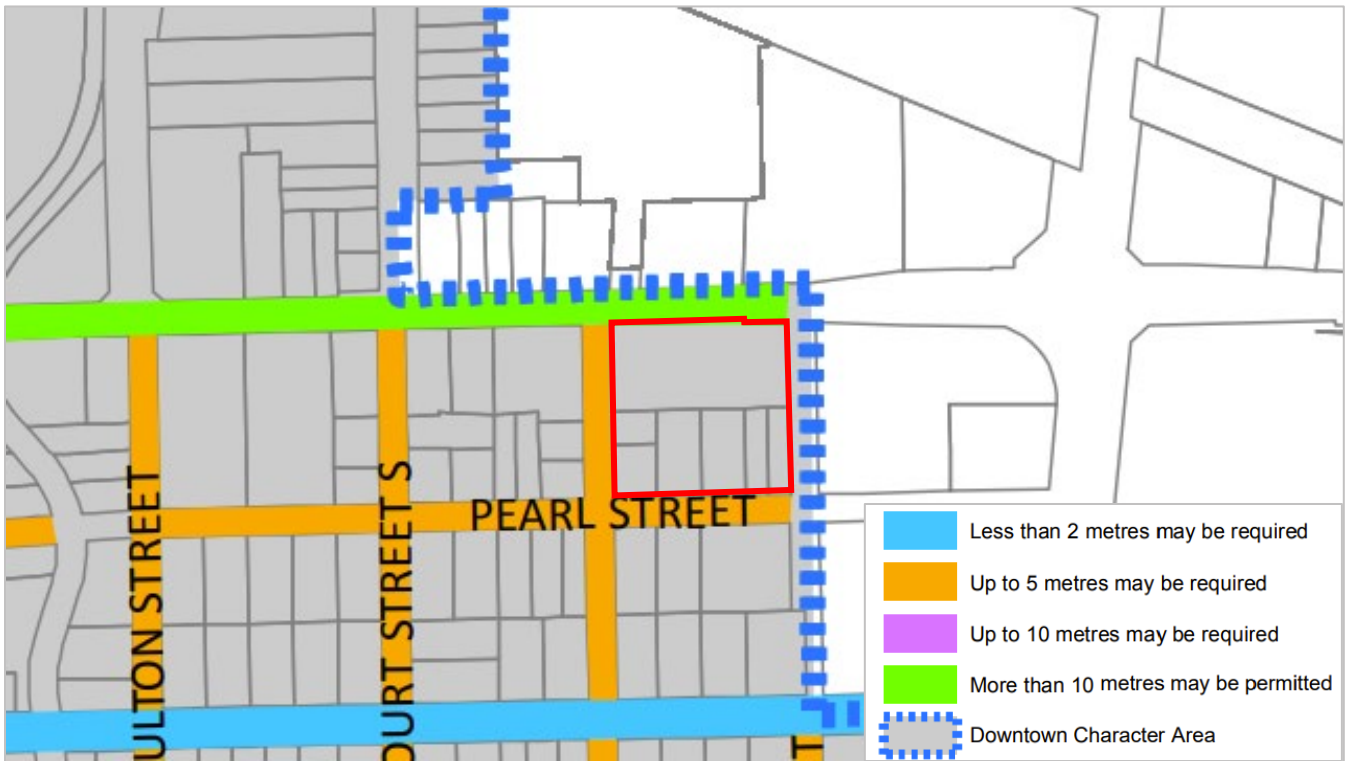 PEARL STREET
ULTON STREET
OURT STREET S
T
Less than 2 metres may be required
Up to 5 metres may be required
Up to 10 metres may be required
More than 10 metres may be permitted
Downtown Character Area